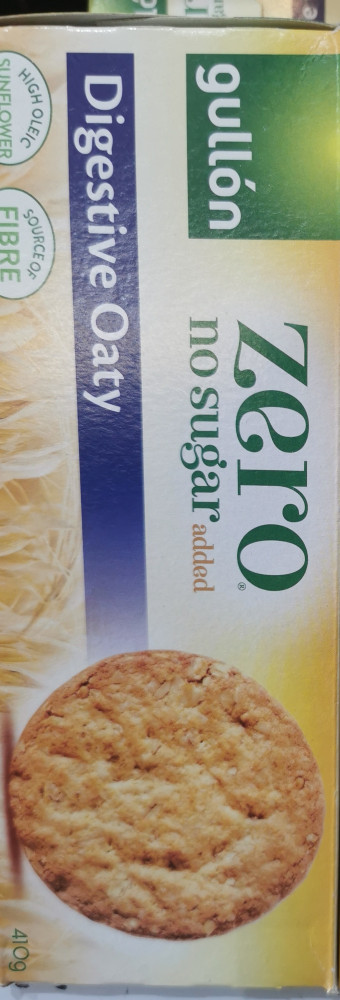 gullón
zero®
no sugar added
Digestive Oaty
HIGH OLEIC
SUNFLOWER
SOURCE OF
FIBRE
410g